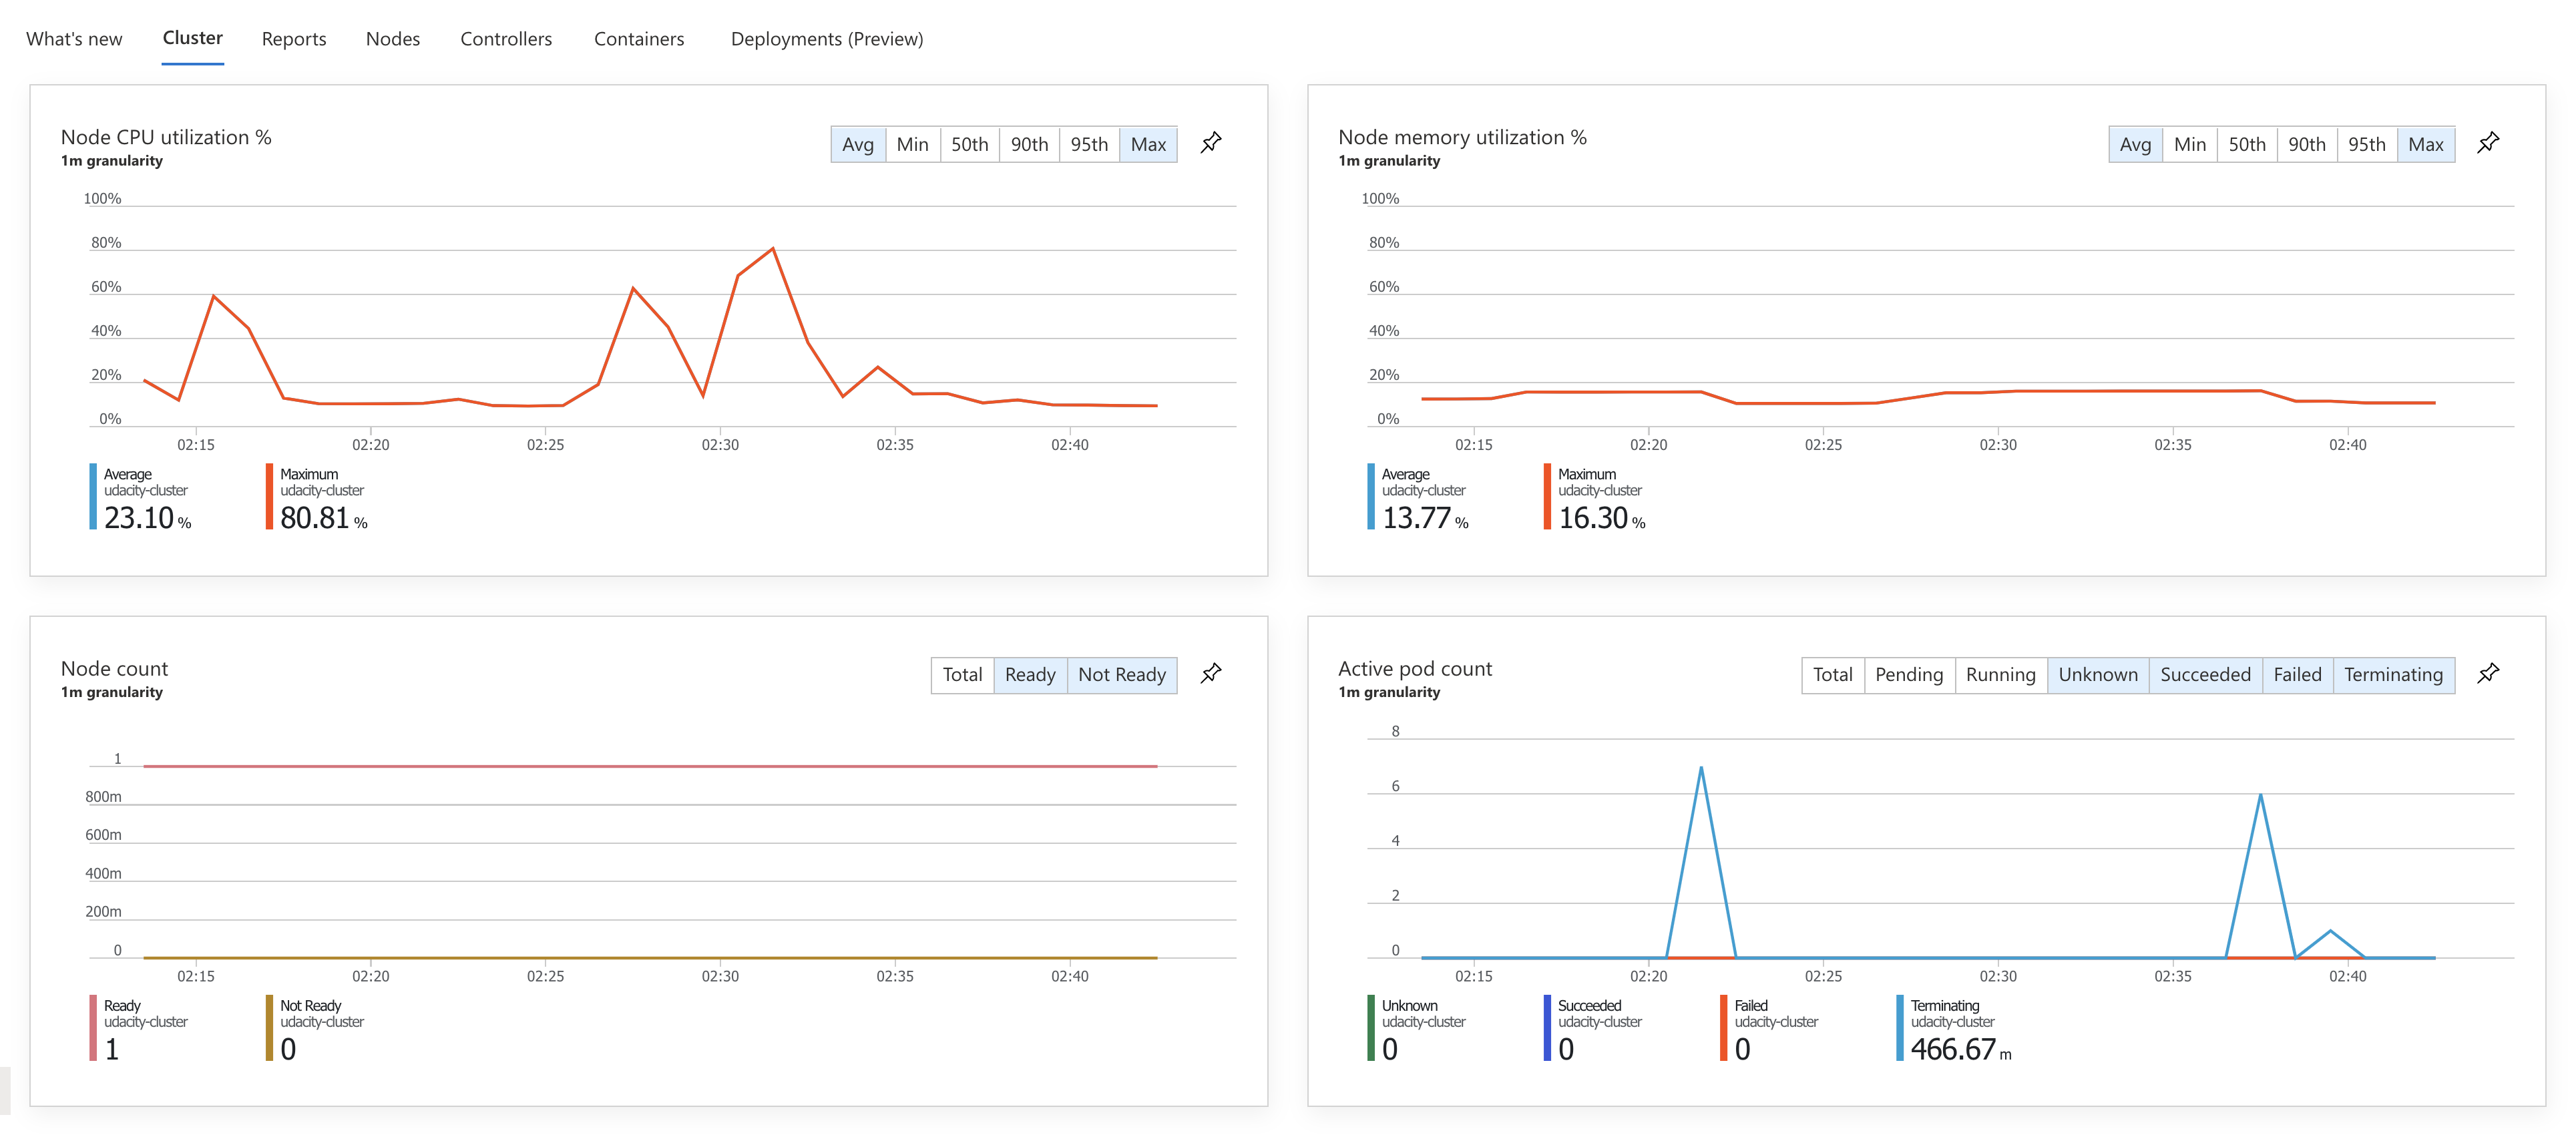 What's new Cluster Reports Nodes Controllers Containers Deployments (Preview)
Node CPU utilization %
1m granularity
Avg Min 50th 90th 95th Max
100%
80%
60%
40%
20%
0%
02:15 02:20 02:25 02:30 02:35 02:40
Average
udacity-cluster
23.10 %
Maximum
udacity-cluster
80.81 %
Node memory utilization %
1m granularity
Avg Min 50th 90th 95th Max
100%
80%
60%
40%
20%
0%
02:15 02:20 02:25 02:30 02:35 02:40
Average
udacity-cluster
13.77 %
Maximum
udacity-cluster
16.30 %
Node count
1m granularity
Total Ready Not Ready
1
800m
600m
400m
200m
0
02:15 02:20 02:25 02:30 02:35 02:40
Ready
udacity-cluster
1
Not Ready
udacity-cluster
0
Active pod count
1m granularity
Total Pending Running Unknown Succeeded Failed Terminating
8
6
4
2
0
02:15 02:20 02:25 02:30 02:35 02:40
Unknown
udacity-cluster
0
Succeeded
udacity-cluster
0
Failed
udacity-cluster
0
Terminating
udacity-cluster
466.67 m